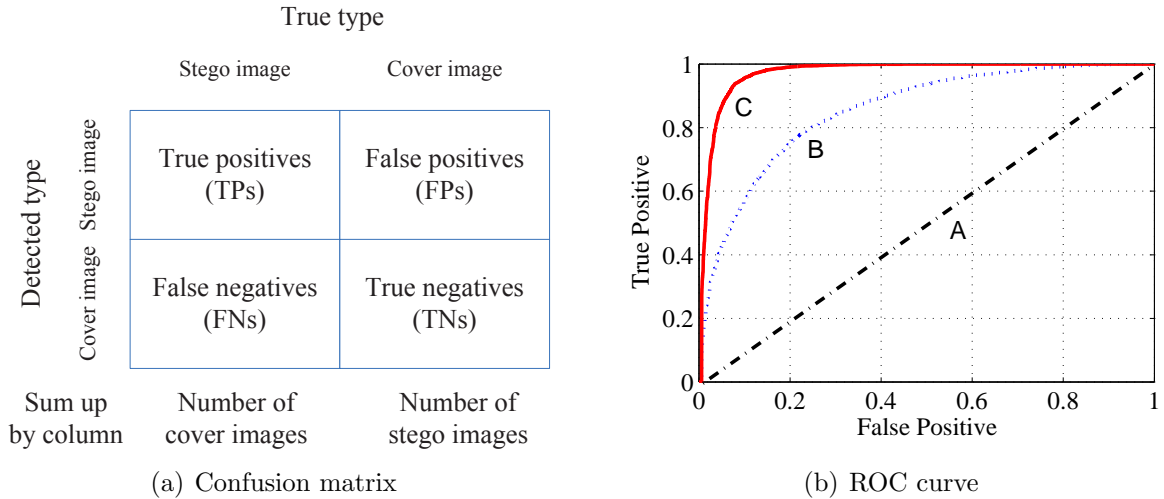 True type
Stego image
Cover image
Detected type
Stego image
Cover image
True positives
(TPs)
False positives
(FPs)
False negatives
(FNs)
True negatives
(TNs)
Sum up
by column
Number of
cover images
Number of
stego images
(a) Confusion matrix
1
0.8
0.6
0.4
0.2
0
True Positive
C
B
A
0
0.2
0.4
0.6
0.8
1
False Positive
(b) ROC curve